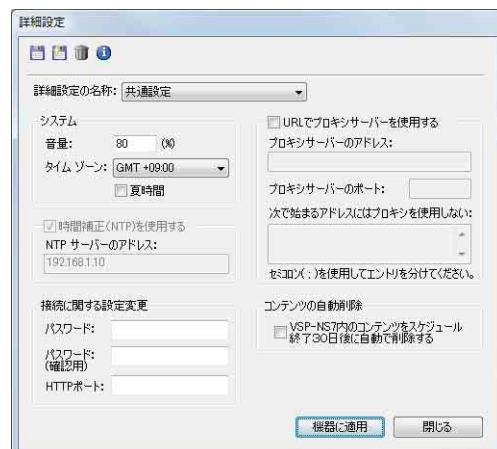 詳細設定
詳細設定の名称: 共通設定
システム
音量: 80 (%)
タイム ゾーン: GMT +09:00
夏時間
時間補正(NTP)を使用する
NTP サーバーのアドレス:
192.168.1.10
接続に関する設定変更
パスワード:
パスワード:
(確認用)
HTTPポート:
URLでプロキシサーバーを使用する
プロキシサーバーのアドレス:
プロキシサーバーのポート:
次で始まるアドレスにはプロキシを使用しない:
セミコロン( ; )を使用してエントリを分けてください。
コンテンツの自動削除
VSP-NS7内のコンテンツをスケジュール
終了30日後に自動で削除する
機器に適用
閉じる